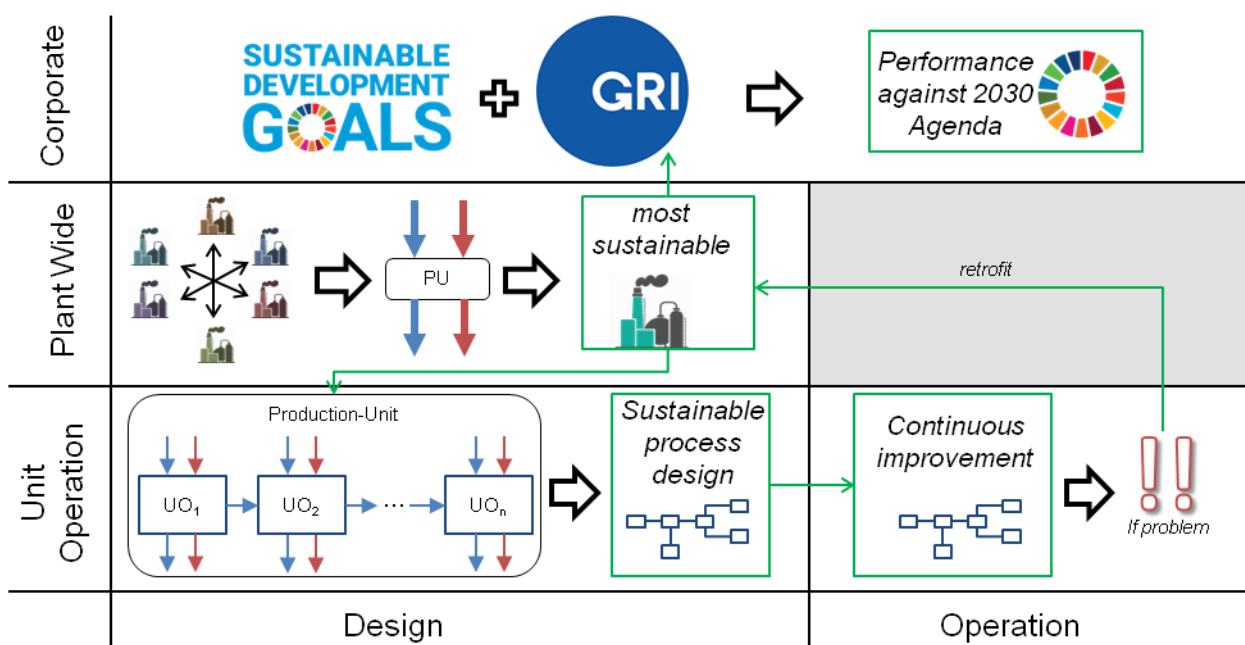 Corporate
SUSTAINABLE
DEVELOPMENT
GOALS
GRI
Performance
against 2030
Agenda
Plant Wide
PU
most
sustainable
retrofit
Unit
Operation
Production-Unit
UO1
UO2
...
UOn
Sustainable
process
design
Continuous
improvement
If problem
Design
Operation